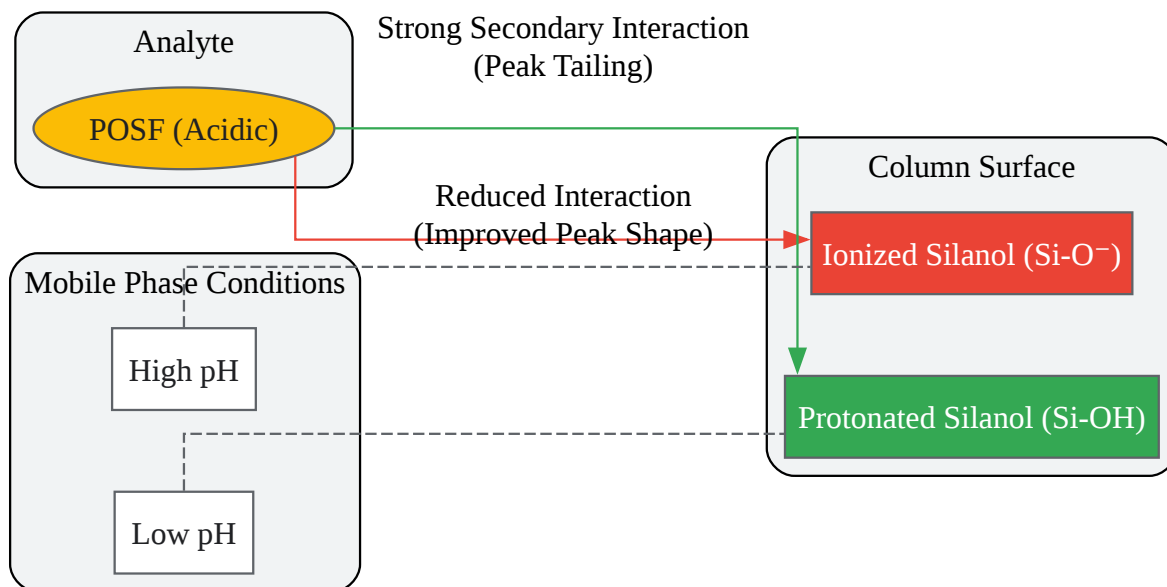 Analyte
POSF (Acidic)
Strong Secondary Interaction
(Peak Tailing)
Reduced Interaction
(Improved Peak Shape)
Column Surface
Ionized Silanol (Si-O⁻)
Protonated Silanol (Si-OH)
Mobile Phase Conditions
High pH
Low pH